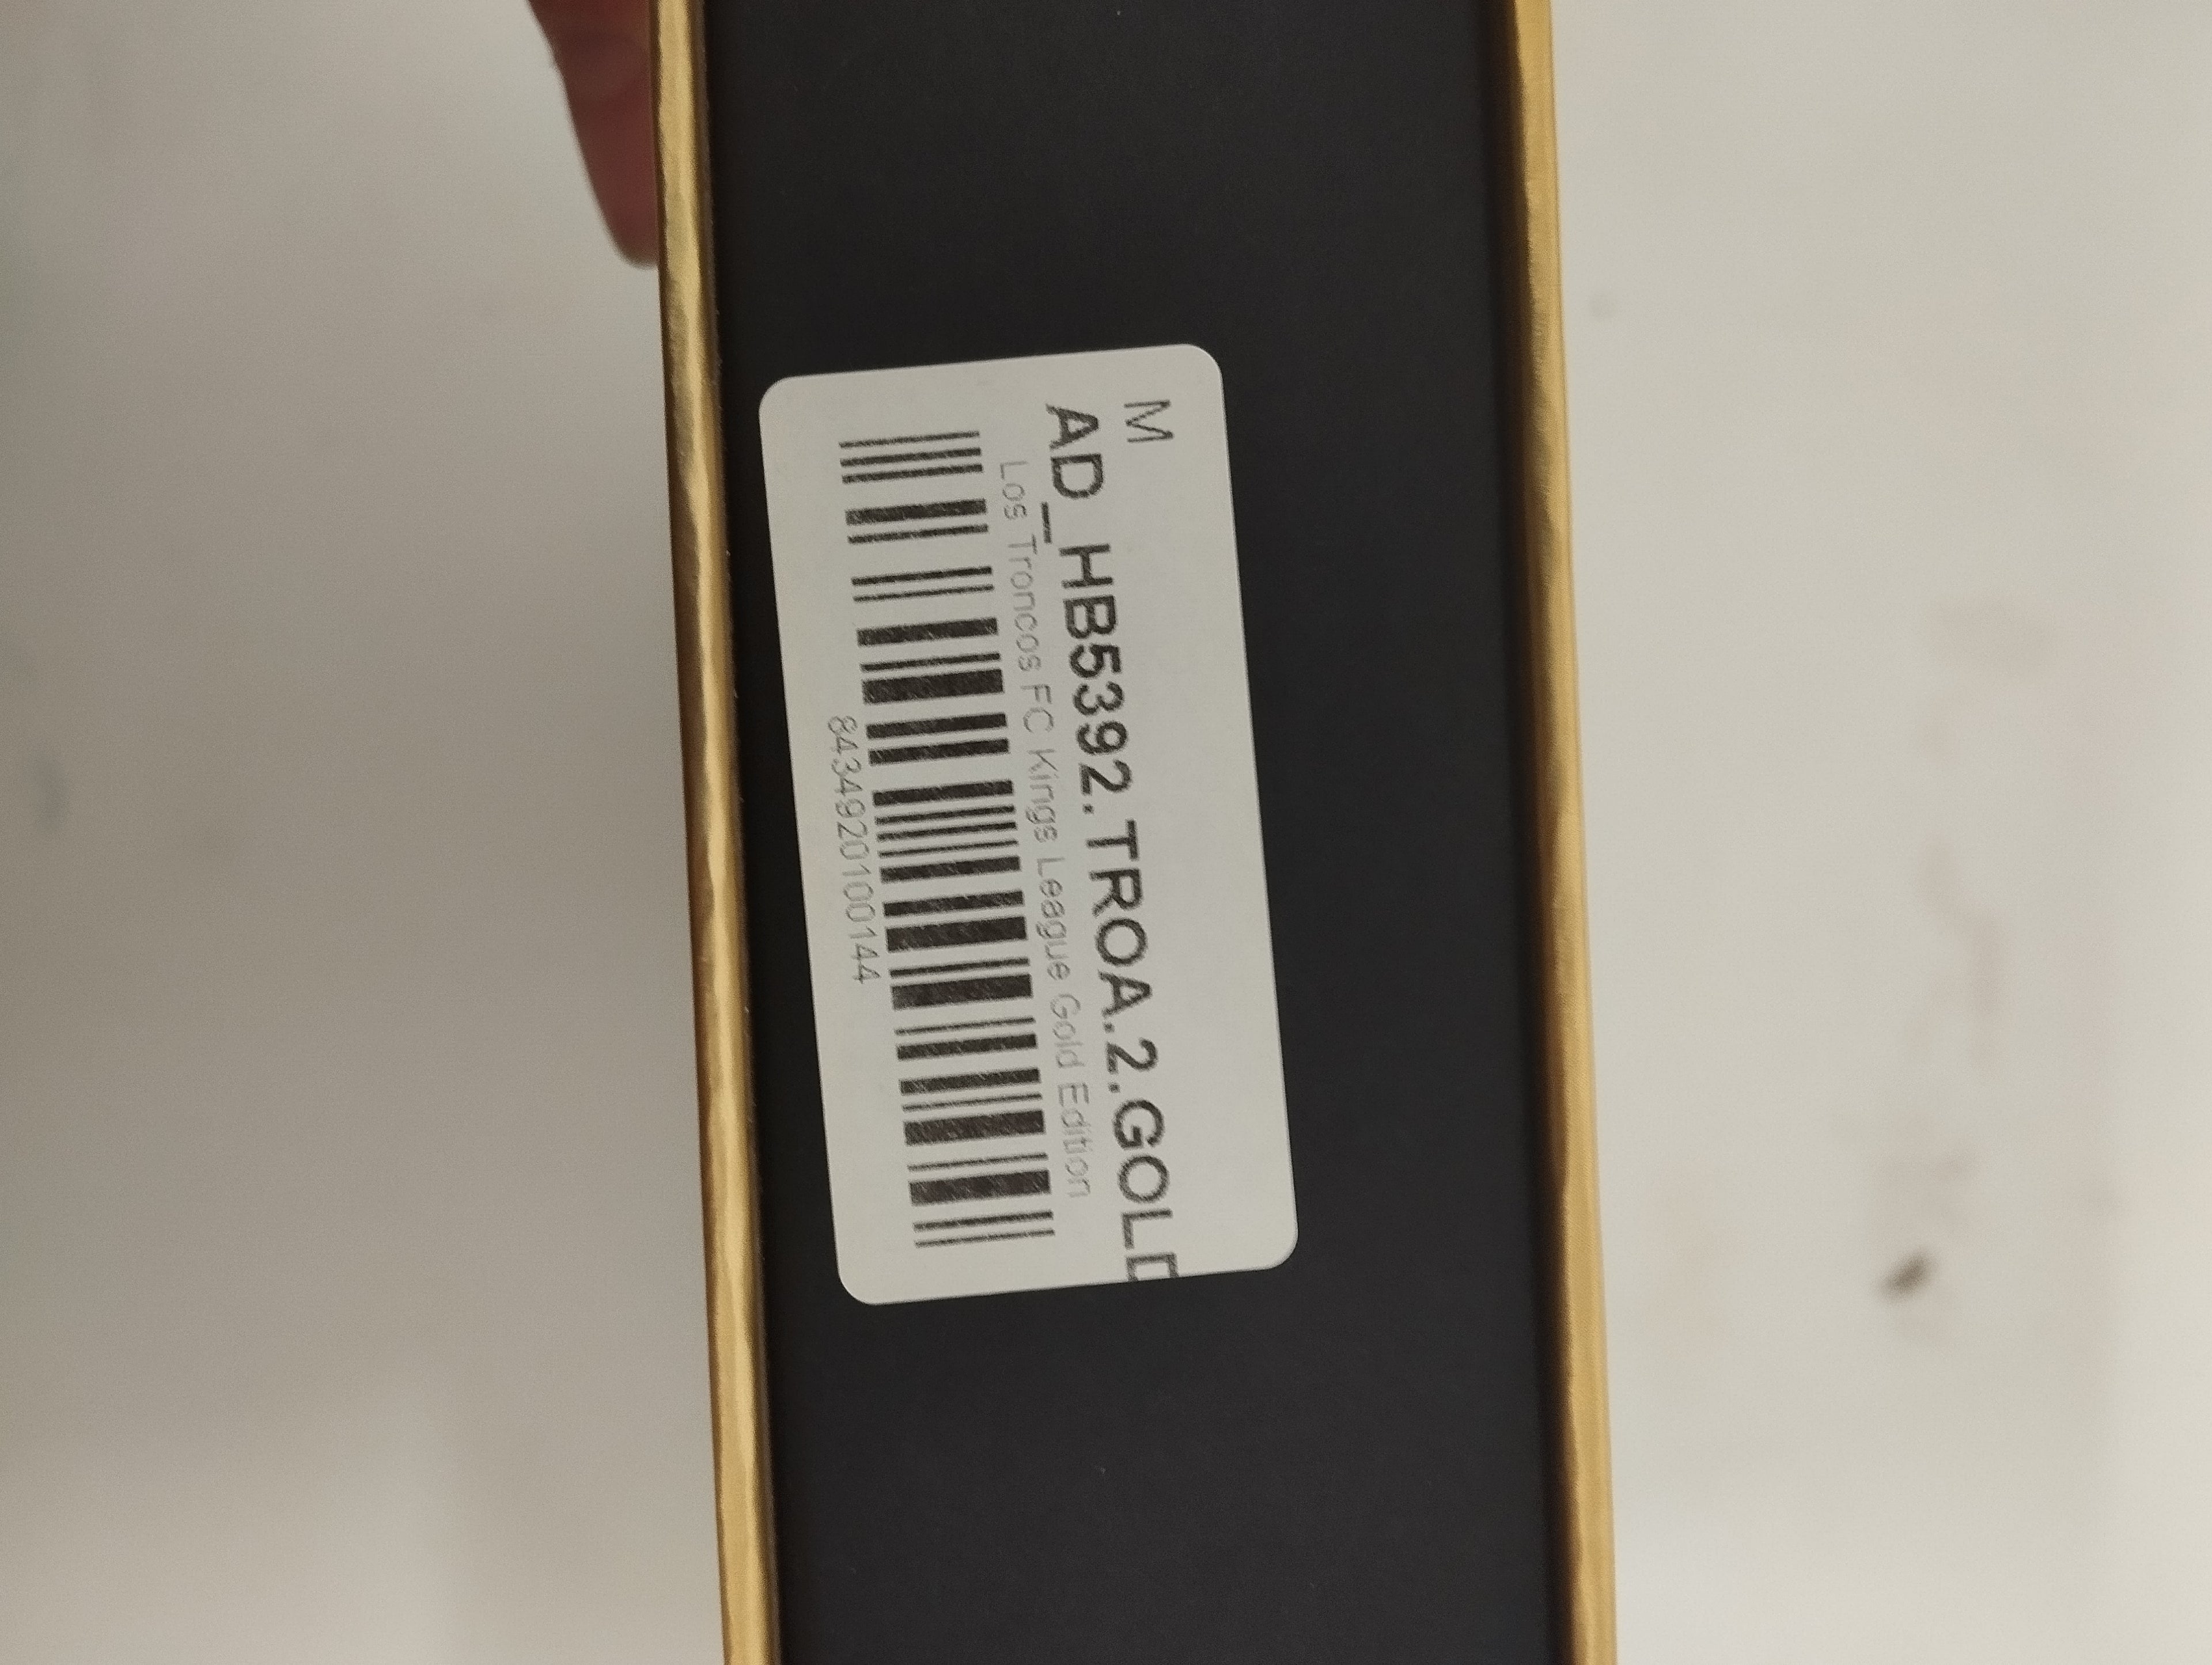 M
AD_HB5392.TROA.2.GOLD
Los Troncos FC Kings League Gold Edition
8434920100144